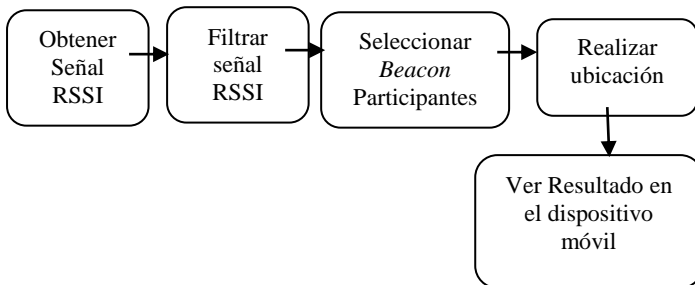 Obtener
Señal
RSSI
Filtrar
señal
RSSI
Seleccionar
Beacon
Participantes
Realizar
ubicación
Ver Resultado en
el dispositivo
móvil